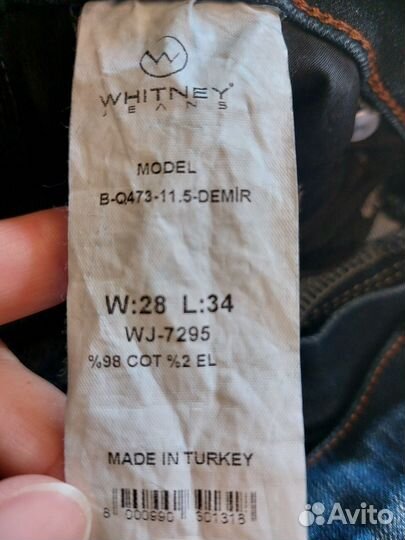 WHITNEY
JEANS
MODEL
B-Q473-11.5-DEMİR
W:28 L:34
WJ-7295
%98 COT %2 EL
MADE IN TURKEY
8 000990 601318
Avito